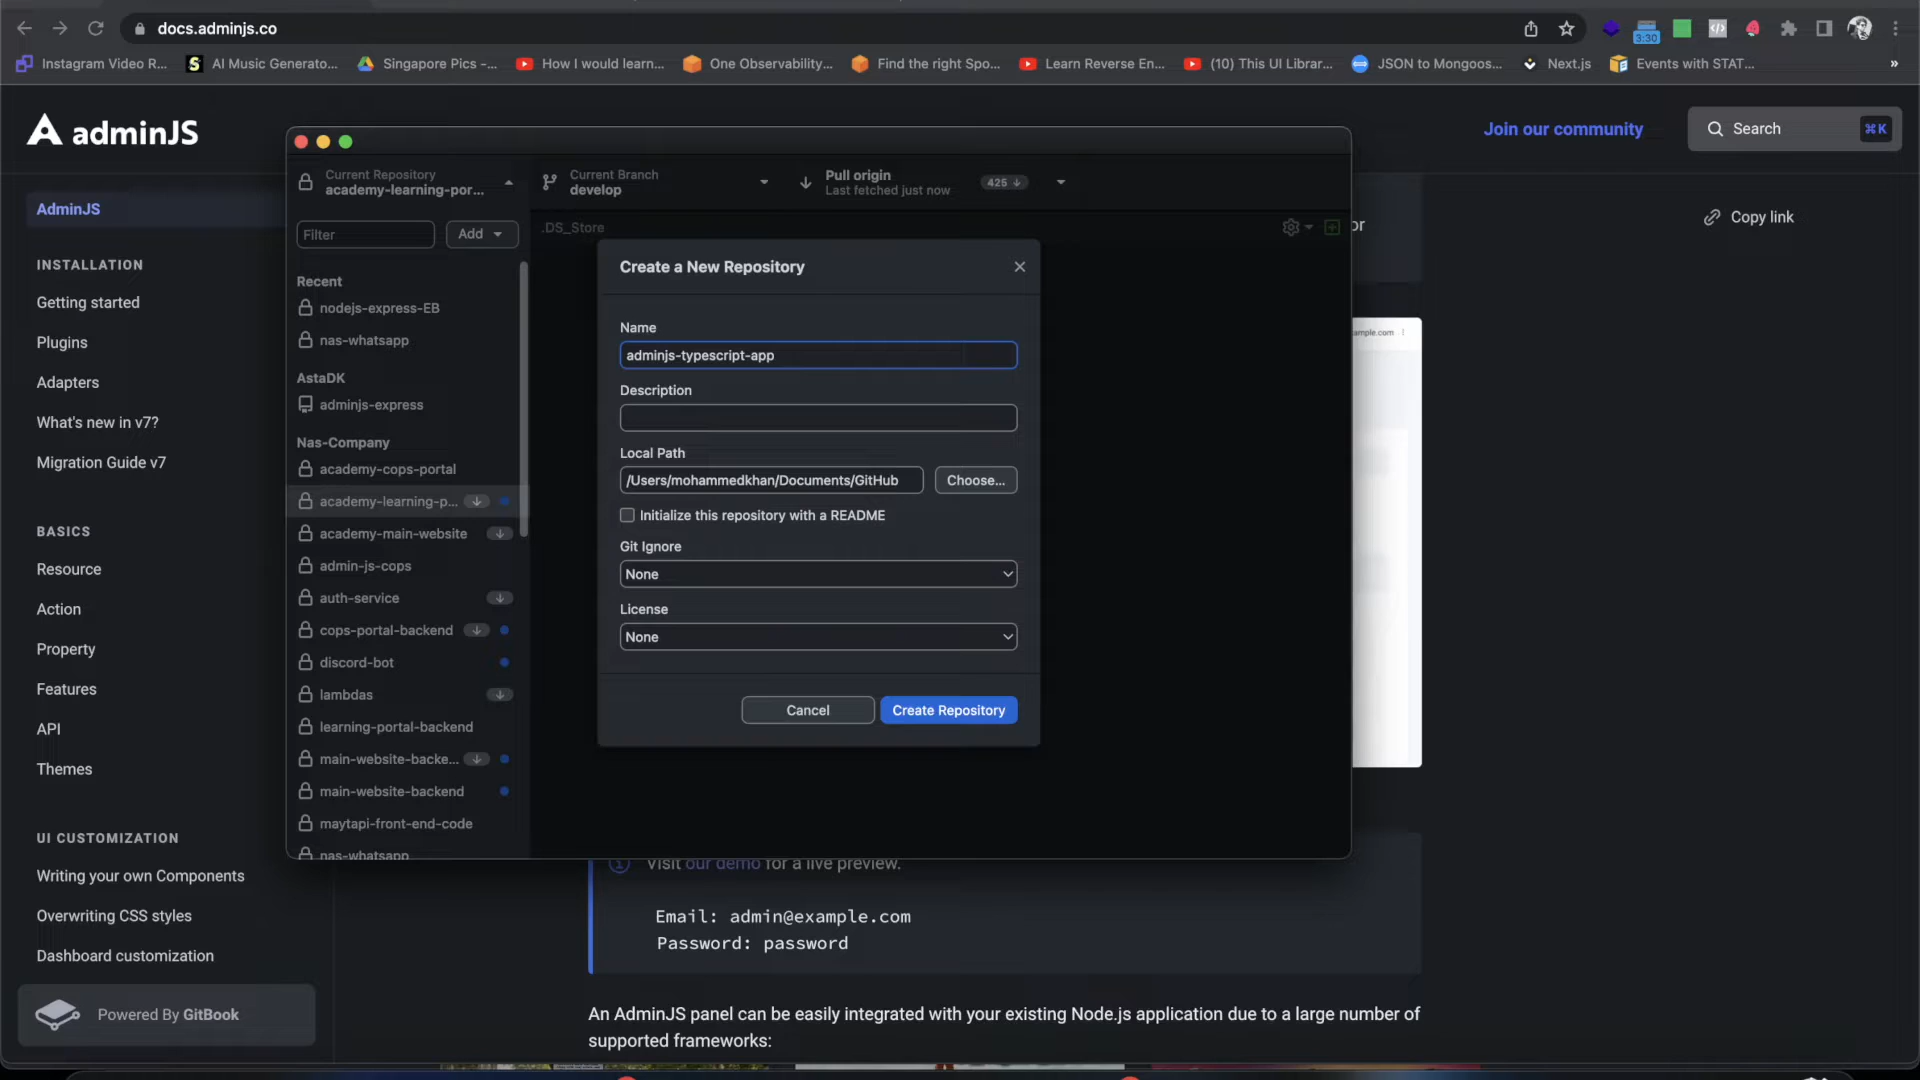 docs.adminjs.co
3:30
Instagram Video R...
AI Music Generato...
Singapore Pics -...
How I would learn...
One Observability...
Find the right Spo...
Learn Reverse En...
(10) This UI Librar...
JSON to Mongoos...
Next.js
Events with STAT...
»
adminJS
Join our community
Search
⌘K
AdminJS
INSTALLATION
Getting started
Plugins
Adapters
What's new in v7?
Migration Guide v7
BASICS
Resource
Action
Property
Features
API
Themes
UI CUSTOMIZATION
Writing your own Components
Overwriting CSS styles
Dashboard customization
Powered By GitBook
Current Repository
academy-learning-por...
Current Branch
develop
Pull origin
Last fetched just now
425
Filter
Add
.DS_Store
Recent
nodejs-express-EB
nas-whatsapp
AstaDK
adminjs-express
Nas-Company
academy-cops-portal
academy-learning-p...
academy-main-website
admin-js-cops
auth-service
cops-portal-backend
discord-bot
lambdas
learning-portal-backend
main-website-backe...
main-website-backend
maytapi-front-end-code
nas-whatsapp
Create a New Repository
Name
adminjs-typescript-app
Description
Local Path
/Users/mohammedkhan/Documents/GitHub
Choose...
Initialize this repository with a README
Git Ignore
None
License
None
Cancel
Create Repository
or
Copy link
ample.com
Visit our demo for a live preview.
Email: admin@example.com
Password: password
An AdminJS panel can be easily integrated with your existing Node.js application due to a large number of
supported frameworks: